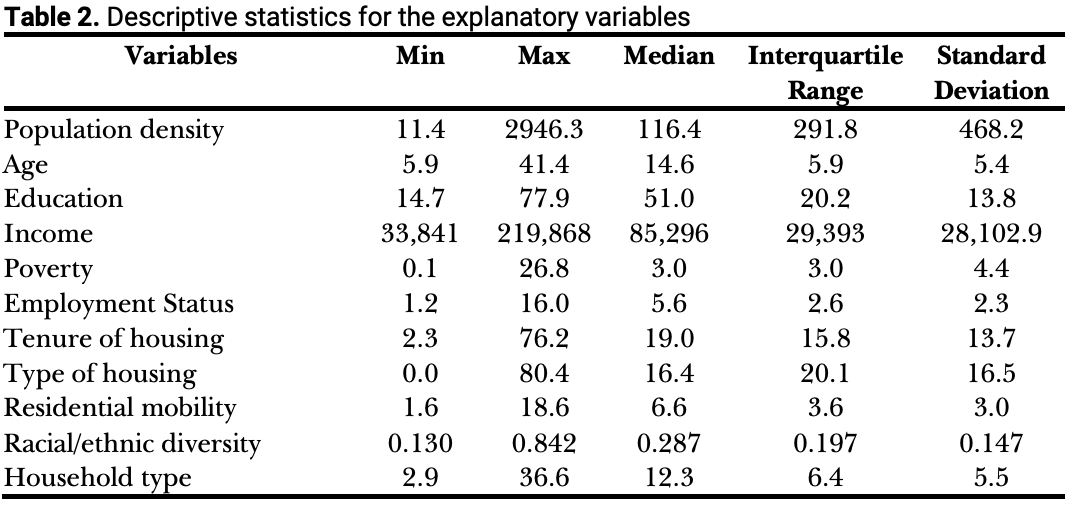 Table 2. Descriptive statistics for the explanatory variables
Variables Min Max Median Interquartile Range Standard Deviation
Population density 11.4 2946.3 116.4 291.8 468.2
Age 5.9 41.4 14.6 5.9 5.4
Education 14.7 77.9 51.0 20.2 13.8
Income 33,841 219,868 85,296 29,393 28,102.9
Poverty 0.1 26.8 3.0 3.0 4.4
Employment Status 1.2 16.0 5.6 2.6 2.3
Tenure of housing 2.3 76.2 19.0 15.8 13.7
Type of housing 0.0 80.4 16.4 20.1 16.5
Residential mobility 1.6 18.6 6.6 3.6 3.0
Racial/ethnic diversity 0.130 0.842 0.287 0.197 0.147
Household type 2.9 36.6 12.3 6.4 5.5